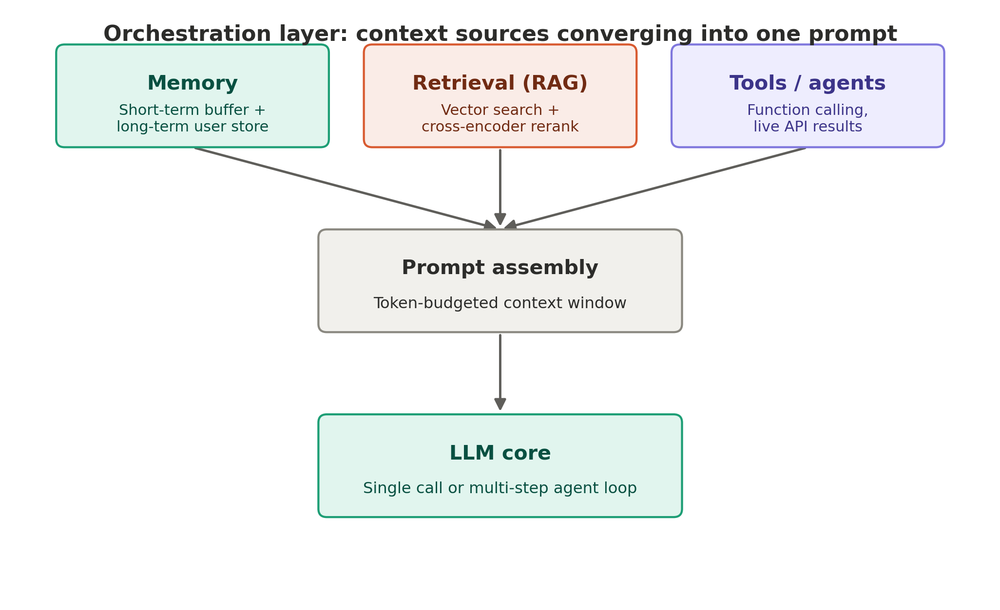 Orchestration layer: context sources converging into one prompt
Memory
Short-term buffer +
long-term user store
Retrieval (RAG)
Vector search +
cross-encoder rerank
Tools / agents
Function calling,
live API results
Prompt assembly
Token-budgeted context window
LLM core
Single call or multi-step agent loop